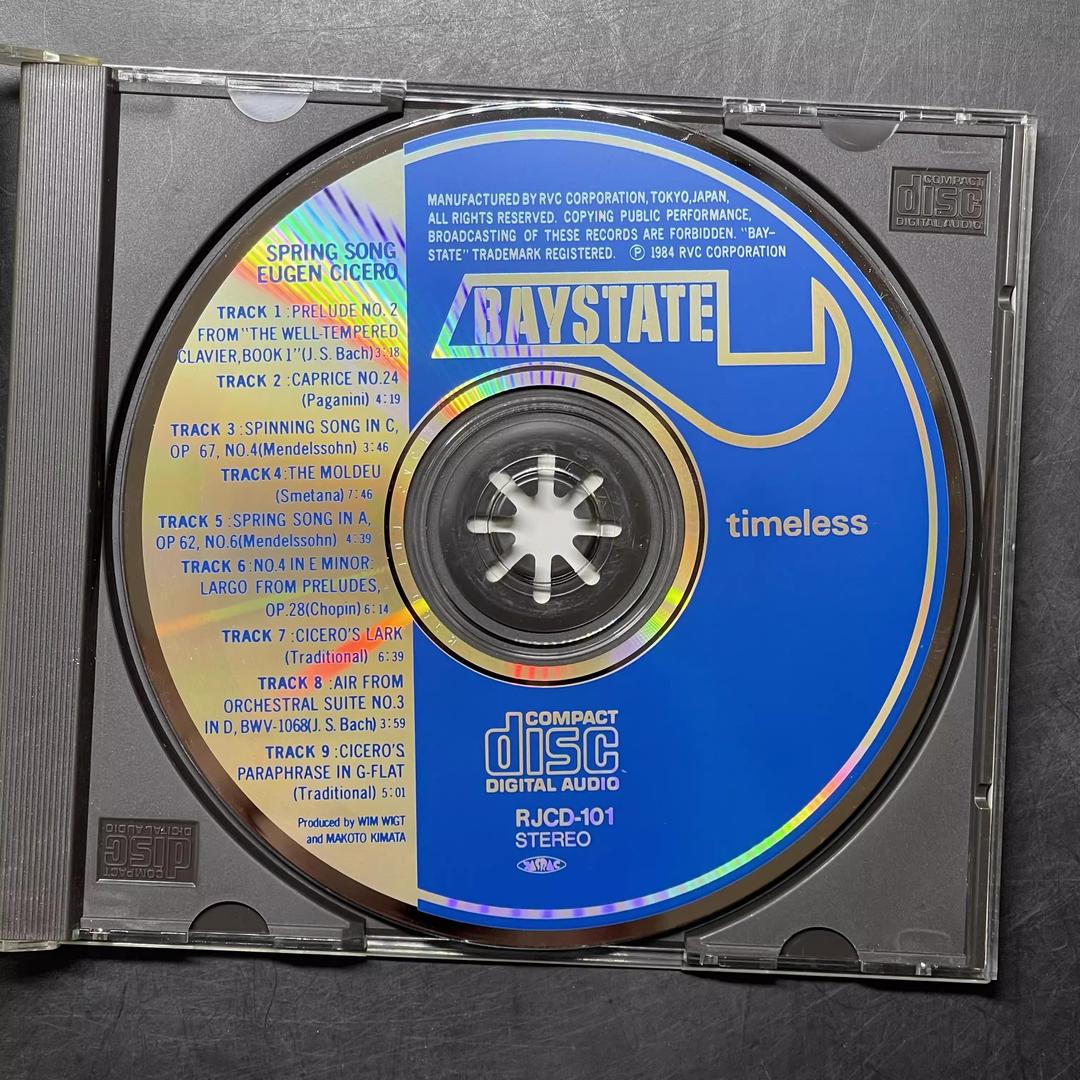 SPRING SONG
EUGEN CICERO
TRACK 1 :PRELUDE NO. 2
FROM "THE WELL-TEMPERED
CLAVIER, BOOK 1" (J. S. Bach) 3:18
TRACK 2 :CAPRICE NO.24
(Paganini) 4:19
TRACK 3 :SPINNING SONG IN C,
OP 67, NO.4(Mendelssohn) 3:46
TRACK 4 :THE MOLDEU
(Smetana) 7:46
TRACK 5 :SPRING SONG IN A,
OP 62, NO.6(Mendelssohn) 4:39
TRACK 6 :NO.4 IN E MINOR:
LARGO FROM PRELUDES,
OP.28(Chopin) 6:14
TRACK 7 :CICERO'S LARK
(Traditional) 6:39
TRACK 8 :AIR FROM
ORCHESTRAL SUITE NO.3
IN D, BWV-1068(J. S. Bach) 3:59
TRACK 9 :CICERO'S
PARAPHRASE IN G-FLAT
(Traditional) 5:01
Produced by WIM WIGT
and MAKOTO KIMATA
MANUFACTURED BY RVC CORPORATION, TOKYO, JAPAN,
ALL RIGHTS RESERVED. COPYING PUBLIC PERFORMANCE,
BROADCASTING OF THESE RECORDS ARE FORBIDDEN. "BAY-
STATE" TRADEMARK REGISTERED. Ⓟ 1984 RVC CORPORATION
BAYSTATE
timeless
COMPACT
disc
DIGITAL AUDIO
RJCD-101
STEREO
JASRAC
COMPACT
disc
DIGITAL AUDIO
COMPACT
disc
DIGITAL AUDIO